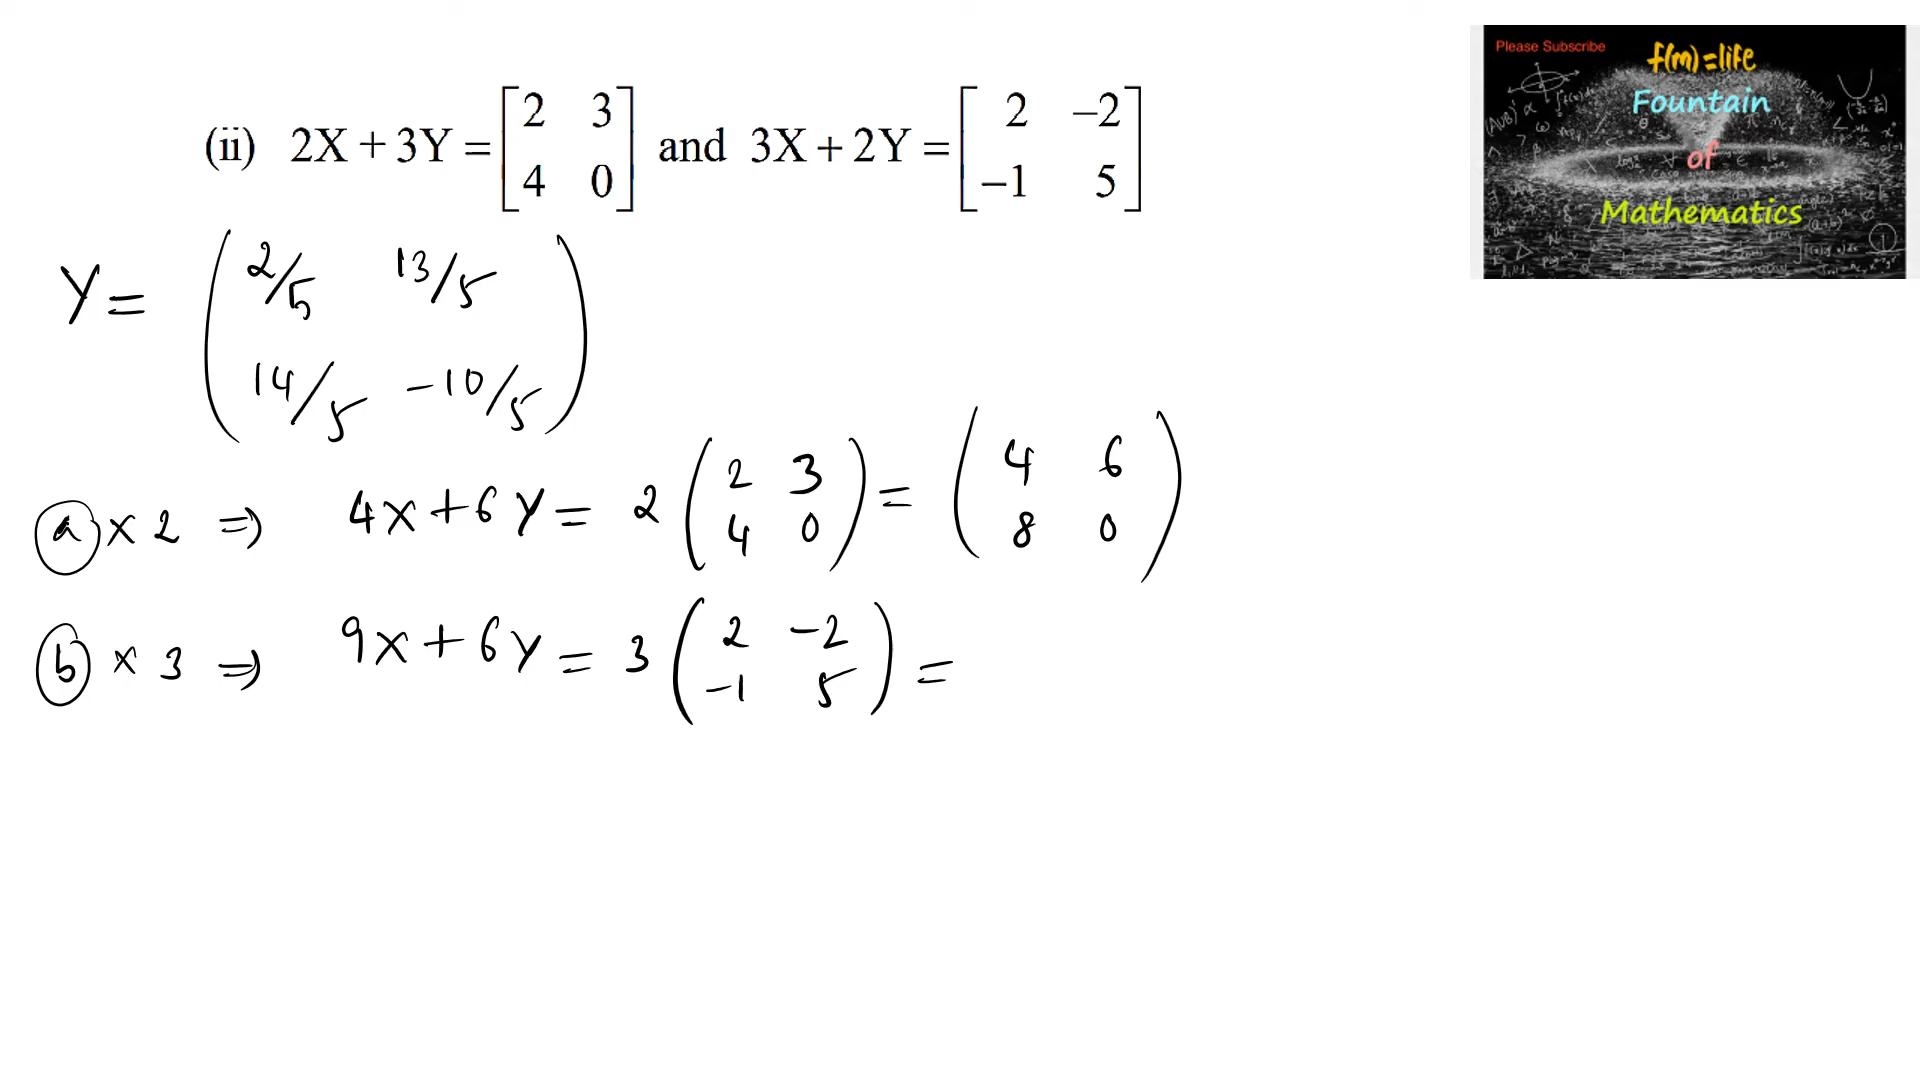 Please Subscribe
f(m)=life
Fountain
of
Mathematics
(ii) 2X + 3Y = [2 3; 4 0] and 3X + 2Y = [2 −2; −1 5]
Y = (2/5 13/5; 14/5 −10/5)
(a) × 2 ⇒ 4X + 6Y = 2 (2 3; 4 0) = (4 6; 8 0)
(b) × 3 ⇒ 9X + 6Y = 3 (2 −2; −1 5) =